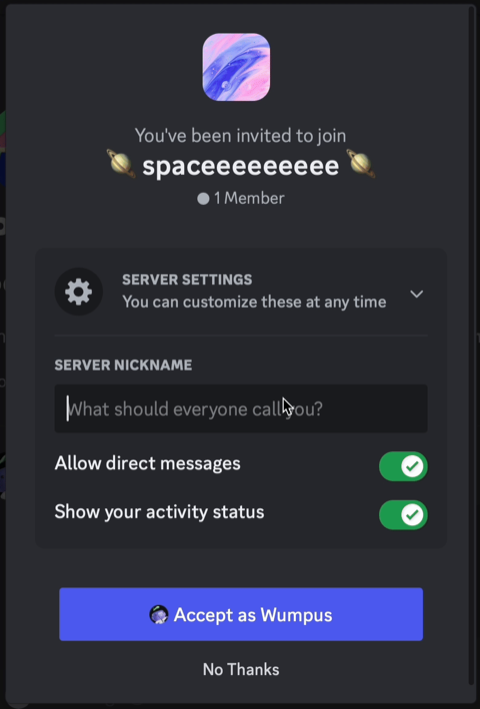 You've been invited to join
🪐 spaceeeeeeeee 🪐
1 Member
SERVER SETTINGS
You can customize these at any time
SERVER NICKNAME
What should everyone call you?
Allow direct messages
Show your activity status
Accept as Wumpus
No Thanks